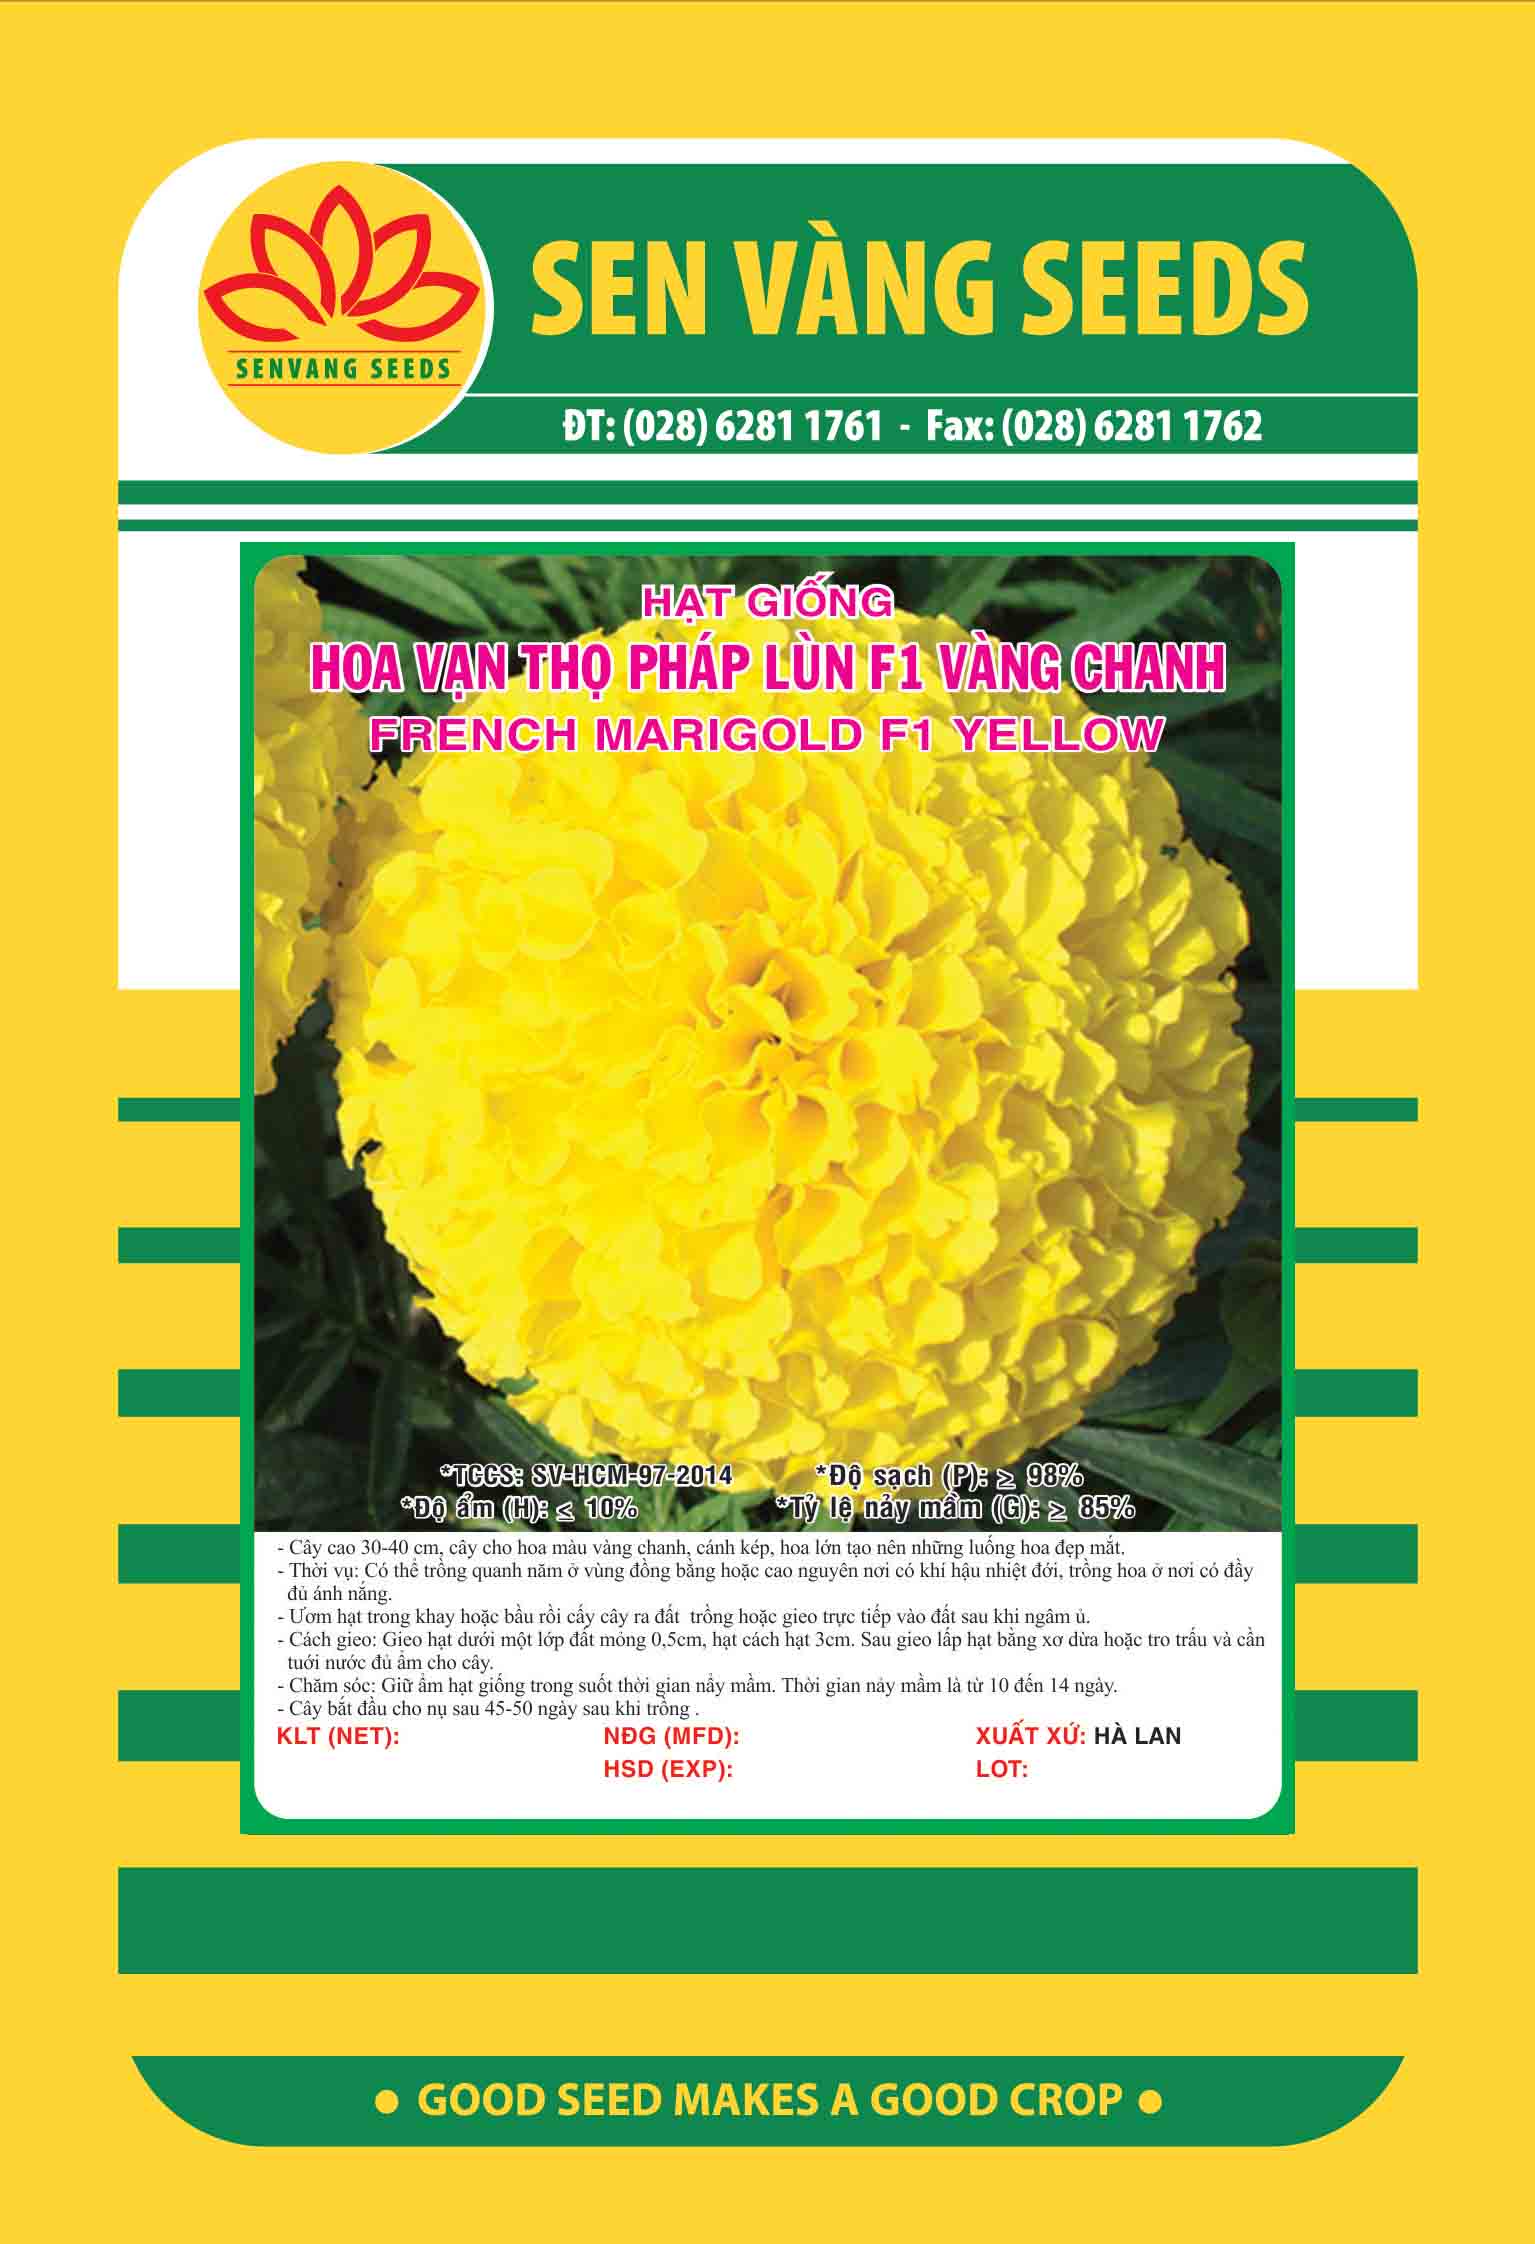 SENVANG SEEDS
SEN VÀNG SEEDS
ĐT: (028) 6281 1761 - Fax: (028) 6281 1762
HẠT GIỐNG
HOA VẠN THỌ PHÁP LÙN F1 VÀNG CHANH
FRENCH MARIGOLD F1 YELLOW
*TCCS: SV-HCM-97-2014 *Độ sạch (P): ≥ 98%
*Độ ẩm (H): ≤ 10% *Tỷ lệ nảy mầm (G): ≥ 85%
- Cây cao 30-40 cm, cây cho hoa màu vàng chanh, cánh kép, hoa lớn tạo nên những luống hoa đẹp mắt.
- Thời vụ: Có thể trồng quanh năm ở vùng đồng bằng hoặc cao nguyên nơi có khí hậu nhiệt đới, trồng hoa ở nơi có đầy
đủ ánh nắng.
- Ươm hạt trong khay hoặc bầu rồi cấy cây ra đất trồng hoặc gieo trực tiếp vào đất sau khi ngâm ủ.
- Cách gieo: Gieo hạt dưới một lớp đất mỏng 0,5cm, hạt cách hạt 3cm. Sau gieo lấp hạt bằng xơ dừa hoặc tro trấu và cần
tưới nước đủ ẩm cho cây.
- Chăm sóc: Giữ ẩm hạt giống trong suốt thời gian nẩy mầm. Thời gian nảy mầm là từ 10 đến 14 ngày.
- Cây bắt đầu cho nụ sau 45-50 ngày sau khi trồng .
KLT (NET): NĐG (MFD): XUẤT XỨ: HÀ LAN
HSD (EXP): LOT:
• GOOD SEED MAKES A GOOD CROP •